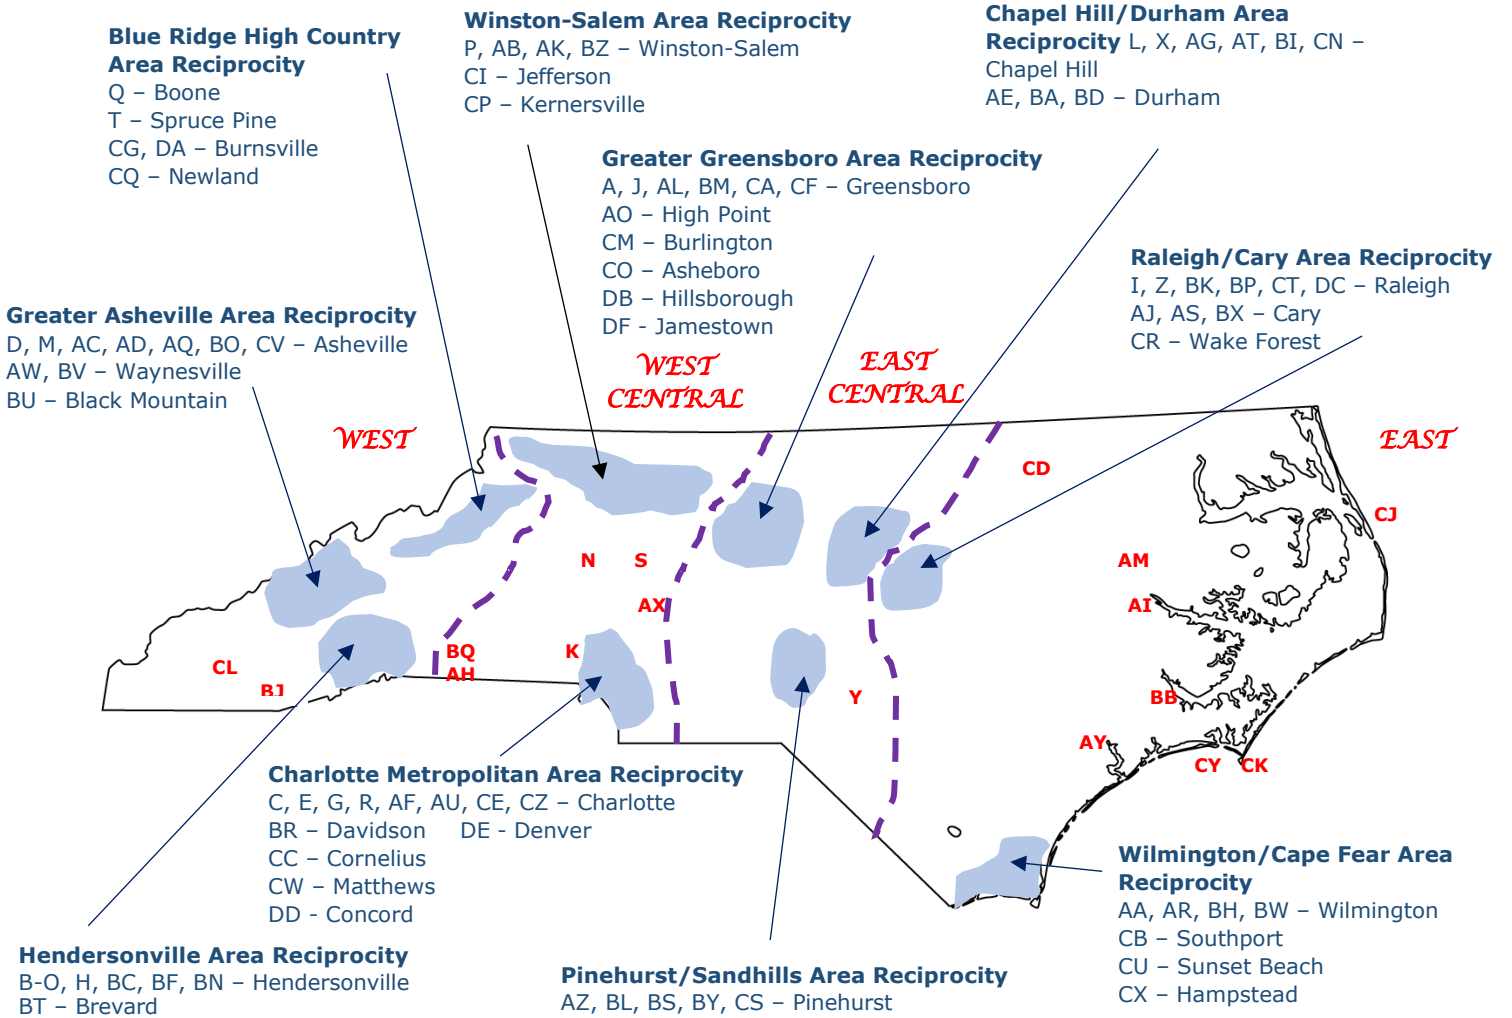 Blue Ridge High Country
Area Reciprocity
Q – Boone
T – Spruce Pine
CG, DA – Burnsville
CQ – Newland
Winston-Salem Area Reciprocity
P, AB, AK, BZ – Winston-Salem
CI – Jefferson
CP – Kernersville
Chapel Hill/Durham Area
Reciprocity L, X, AG, AT, BI, CN –
Chapel Hill
AE, BA, BD – Durham
Greater Greensboro Area Reciprocity
A, J, AL, BM, CA, CF – Greensboro
AO – High Point
CM – Burlington
CO – Asheboro
DB – Hillsborough
DF - Jamestown
Raleigh/Cary Area Reciprocity
I, Z, BK, BP, CT, DC – Raleigh
AJ, AS, BX – Cary
CR – Wake Forest
Greater Asheville Area Reciprocity
D, M, AC, AD, AQ, BO, CV – Asheville
AW, BV – Waynesville
BU – Black Mountain
WEST
WEST
CENTRAL
EAST
CENTRAL
EAST
CD
CJ
N
S
AM
AX
AI
BQ
AH
K
CL
BJ
Y
BB
AY
CY
CK
Charlotte Metropolitan Area Reciprocity
C, E, G, R, AF, AU, CE, CZ – Charlotte
BR – Davidson DE - Denver
CC – Cornelius
CW – Matthews
DD - Concord
Wilmington/Cape Fear Area
Reciprocity
AA, AR, BH, BW – Wilmington
CB – Southport
CU – Sunset Beach
CX – Hampstead
Hendersonville Area Reciprocity
B-O, H, BC, BF, BN – Hendersonville
BT – Brevard
Pinehurst/Sandhills Area Reciprocity
AZ, BL, BS, BY, CS – Pinehurst